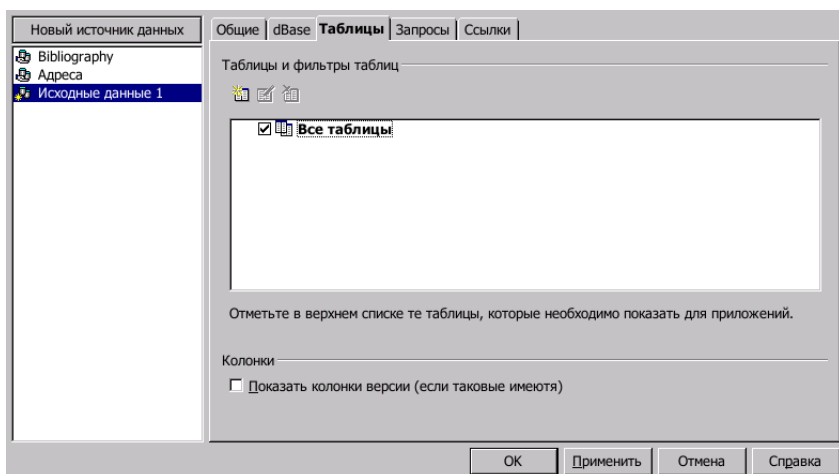 Новый источник данных
Bibliography
Адреса
Исходные данные 1
Общие dBase Таблицы Запросы Ссылки
Таблицы и фильтры таблиц
Все таблицы
Отметьте в верхнем списке те таблицы, которые необходимо показать для приложений.
Колонки
Показать колонки версии (если таковые имеютя)
OK Применить Отмена Справка